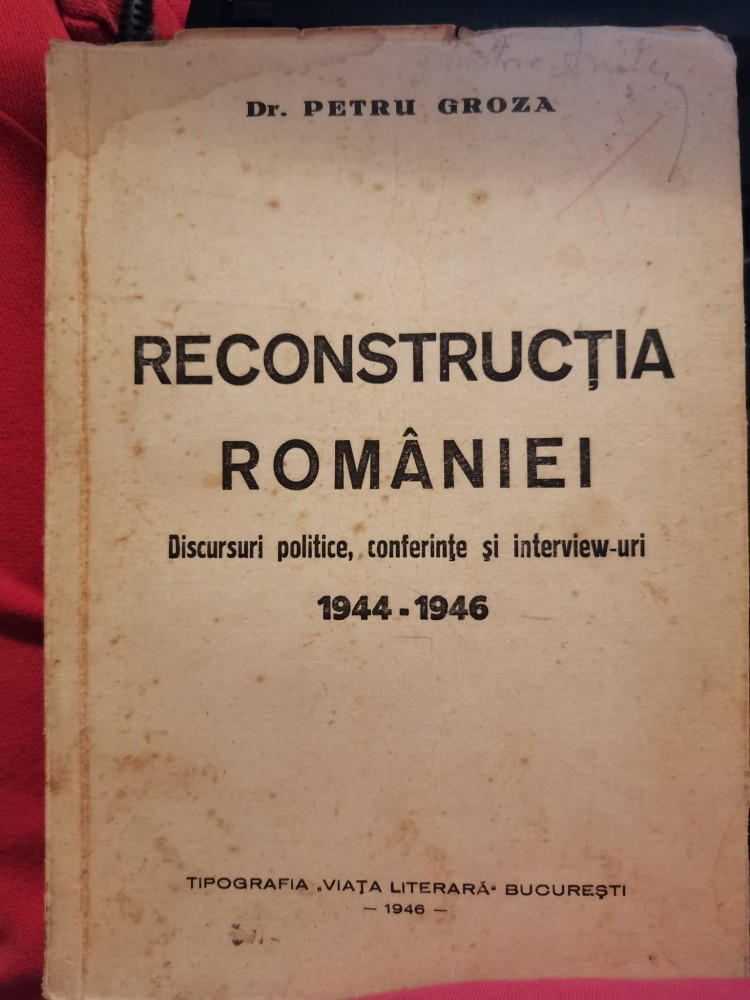 Dr. PETRU GROZA
RECONSTRUCȚIA
ROMÂNIEI
Discursuri politice, conferințe și interview-uri
1944 - 1946
TIPOGRAFIA „VIAȚA LITERARĂ" BUCUREȘTI
— 1946 —